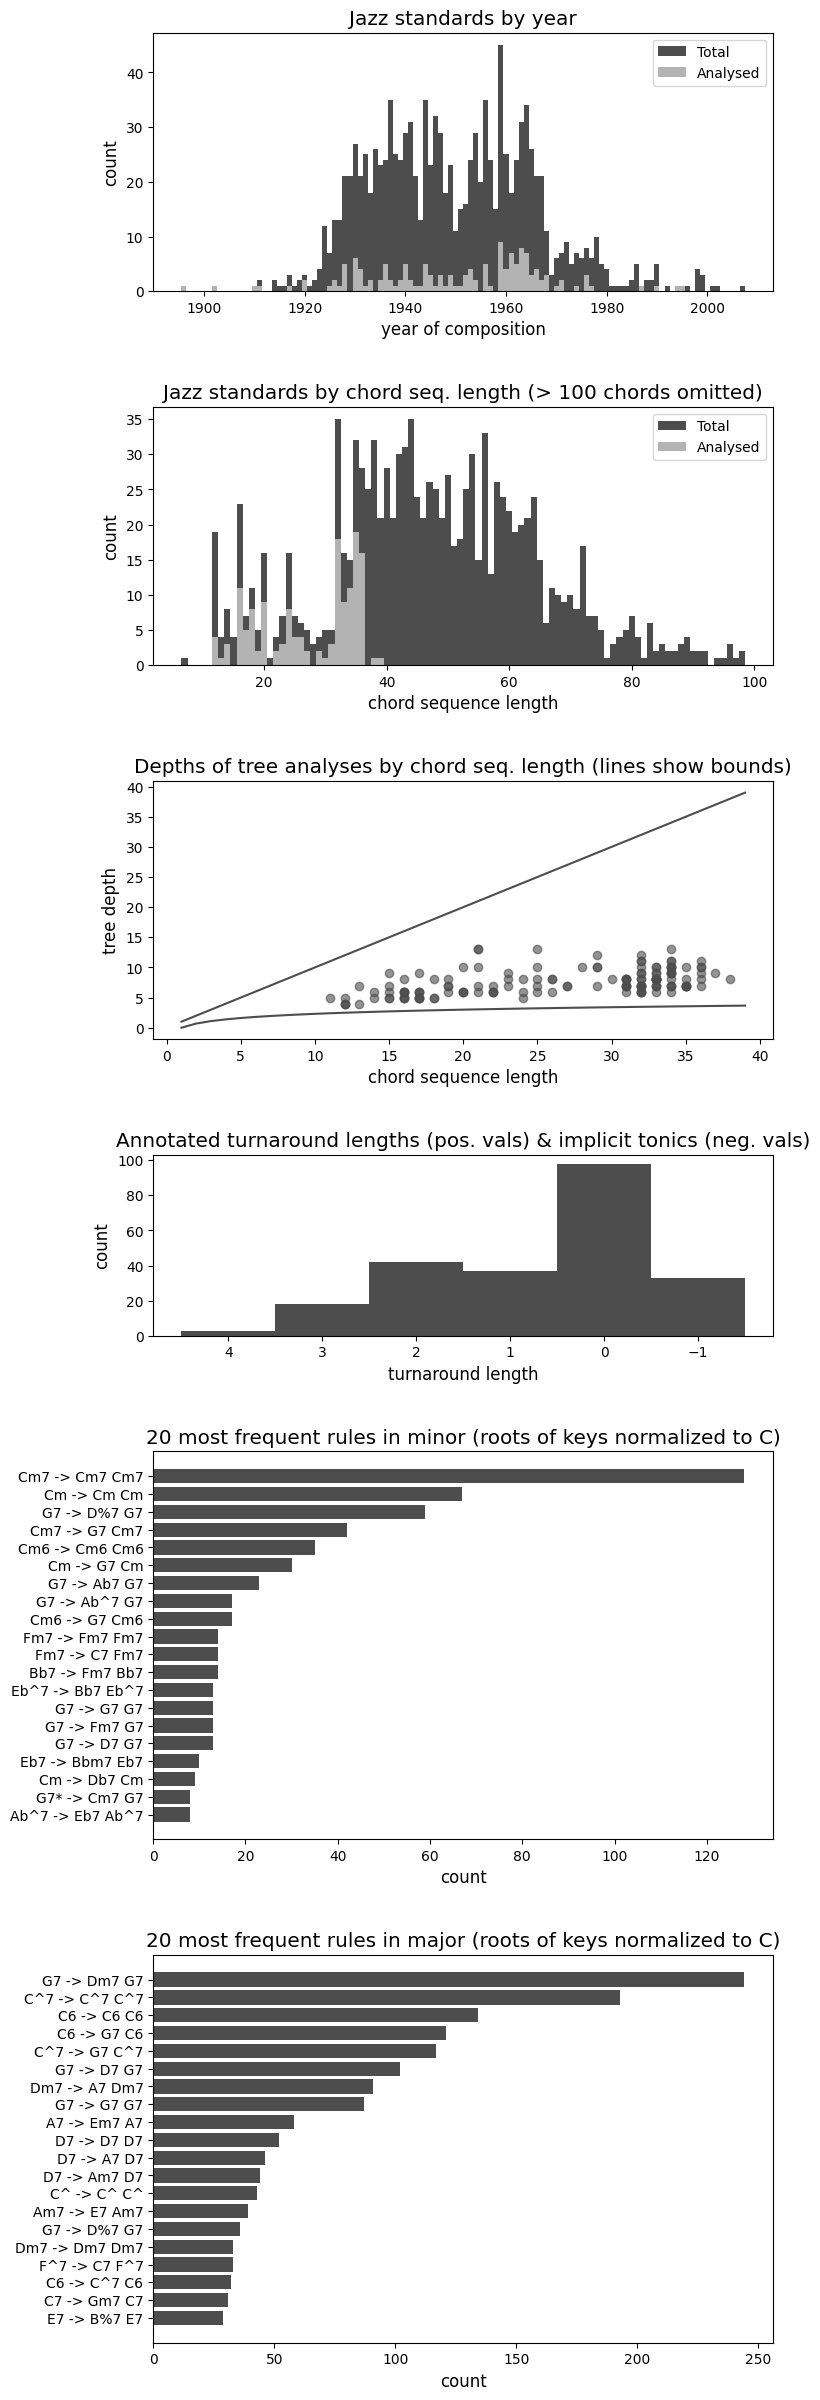 Jazz standards by year
Total
Analysed
count
0
10
20
30
40
1900
1920
1940
1960
1980
2000
year of composition
Jazz standards by chord seq. length (> 100 chords omitted)
Total
Analysed
count
35
30
25
20
15
10
5
0
20
40
60
80
100
chord sequence length
Depths of tree analyses by chord seq. length (lines show bounds)
tree depth
40
35
30
25
20
15
10
5
0
0
5
10
15
20
25
30
35
40
chord sequence length
Annotated turnaround lengths (pos. vals) & implicit tonics (neg. vals)
count
100
80
60
40
20
0
4
3
2
1
0
−1
turnaround length
20 most frequent rules in minor (roots of keys normalized to C)
Cm7 -> Cm7 Cm7
Cm -> Cm Cm
G7 -> D%7 G7
Cm7 -> G7 Cm7
Cm6 -> Cm6 Cm6
Cm -> G7 Cm
G7 -> Ab7 G7
G7 -> Ab^7 G7
Cm6 -> G7 Cm6
Fm7 -> Fm7 Fm7
Fm7 -> C7 Fm7
Bb7 -> Fm7 Bb7
Eb^7 -> Bb7 Eb^7
G7 -> G7 G7
G7 -> Fm7 G7
G7 -> D7 G7
Eb7 -> Bbm7 Eb7
Cm -> Db7 Cm
G7* -> Cm7 G7
Ab^7 -> Eb7 Ab^7
0
20
40
60
80
100
120
count
20 most frequent rules in major (roots of keys normalized to C)
G7 -> Dm7 G7
C^7 -> C^7 C^7
C6 -> C6 C6
C6 -> G7 C6
C^7 -> G7 C^7
G7 -> D7 G7
Dm7 -> A7 Dm7
G7 -> G7 G7
A7 -> Em7 A7
D7 -> D7 D7
D7 -> A7 D7
D7 -> Am7 D7
C^ -> C^ C^
Am7 -> E7 Am7
G7 -> D%7 G7
Dm7 -> Dm7 Dm7
F^7 -> C7 F^7
C6 -> C^7 C6
C7 -> Gm7 C7
E7 -> B%7 E7
0
50
100
150
200
250
count